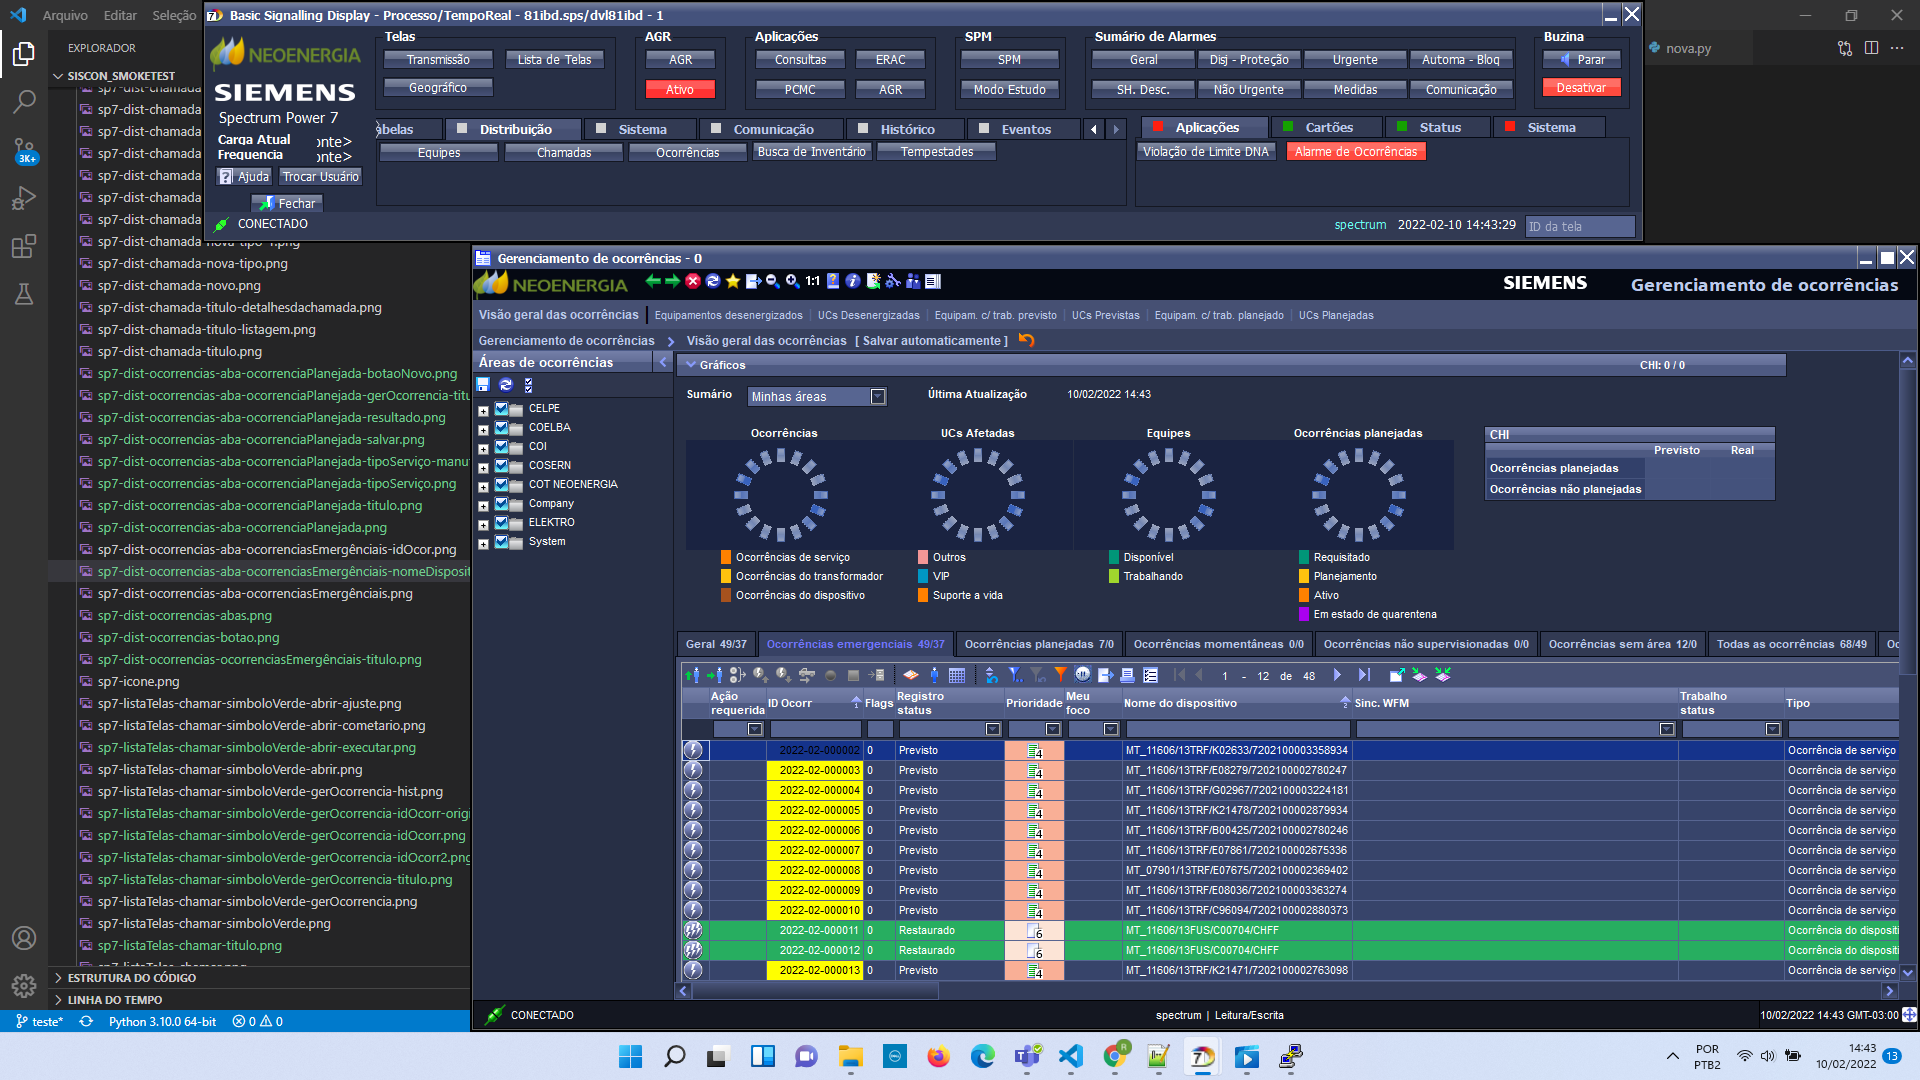 Arquivo Editar Seleção
nova.py
EXPLORADOR
SISCON_SMOKETEST
sp7-dist-chamada
sp7-dist-chamada
sp7-dist-chamada
sp7-dist-chamada
sp7-dist-chamada
sp7-dist-chamada
sp7-dist-chamada
sp7-dist-chamada-nova-tipo-1.png
sp7-dist-chamada-nova-tipo.png
sp7-dist-chamada-novo.png
sp7-dist-chamada-titulo-detalhesdachamada.png
sp7-dist-chamada-titulo-listagem.png
sp7-dist-chamada-titulo.png
sp7-dist-ocorrencias-aba-ocorrenciaPlanejada-botaoNovo.png
sp7-dist-ocorrencias-aba-ocorrenciaPlanejada-gerOcorrencia-titu
sp7-dist-ocorrencias-aba-ocorrenciaPlanejada-resultado.png
sp7-dist-ocorrencias-aba-ocorrenciaPlanejada-salvar.png
sp7-dist-ocorrencias-aba-ocorrenciaPlanejada-tipoServiço-manut
sp7-dist-ocorrencias-aba-ocorrenciaPlanejada-tipoServiço.png
sp7-dist-ocorrencias-aba-ocorrenciaPlanejada-titulo.png
sp7-dist-ocorrencias-aba-ocorrenciaPlanejada.png
sp7-dist-ocorrencias-aba-ocorrenciasEmergênciais-idOcor.png
sp7-dist-ocorrencias-aba-ocorrenciasEmergênciais-nomeDisposit
sp7-dist-ocorrencias-aba-ocorrenciasEmergênciais.png
sp7-dist-ocorrencias-abas.png
sp7-dist-ocorrencias-botao.png
sp7-dist-ocorrencias-ocorrenciasEmergênciais-titulo.png
sp7-icone.png
sp7-listaTelas-chamar-simboloVerde-abrir-ajuste.png
sp7-listaTelas-chamar-simboloVerde-abrir-cometario.png
sp7-listaTelas-chamar-simboloVerde-abrir-executar.png
sp7-listaTelas-chamar-simboloVerde-abrir.png
sp7-listaTelas-chamar-simboloVerde-gerOcorrencia-hist.png
sp7-listaTelas-chamar-simboloVerde-gerOcorrencia-idOcorr-orig
sp7-listaTelas-chamar-simboloVerde-gerOcorrencia-idOcorr.png
sp7-listaTelas-chamar-simboloVerde-gerOcorrencia-idOcorr2.png
sp7-listaTelas-chamar-simboloVerde-gerOcorrencia-titulo.png
sp7-listaTelas-chamar-simboloVerde-gerOcorrencia.png
sp7-listaTelas-chamar-simboloVerde.png
sp7-listaTelas-chamar-titulo.png
sp7-listaTelas-chamar.png
ESTRUTURA DO CÓDIGO
LINHA DO TEMPO
3K+
teste* Python 3.10.0 64-bit 0 0
Basic Signalling Display - Processo/TempoReal - 81ibd.sps/dvl81ibd - 1
NEOENERGIA
SIEMENS
Spectrum Power 7
Carga Atual onte>
Frequencia onte>
? Ajuda Trocar Usuário
Fechar
Telas
Transmissão Lista de Telas
Geográfico
AGR
AGR
Ativo
Aplicações
Consultas ERAC
PCMC AGR
SPM
SPM
Modo Estudo
Sumário de Alarmes
Geral Disj - Proteção Urgente Automa - Bloq
SH. Desc. Não Urgente Medidas Comunicação
Buzina
Parar
Desativar
abelas Distribuição Sistema Comunicação Histórico Eventos
Equipes Chamadas Ocorrências Busca de Inventário Tempestades
Aplicações Cartões Status Sistema
Violação de Limite DNA Alarme de Ocorrências
CONECTADO
spectrum 2022-02-10 14:43:29 ID da tela
Gerenciamento de ocorrências - 0
NEOENERGIA 1:1 SIEMENS Gerenciamento de ocorrências
Visão geral das ocorrências Equipamentos desenergizados UCs Desenergizadas Equipam. c/ trab. previsto UCs Previstas Equipam. c/ trab. planejado UCs Planejadas
Gerenciamento de ocorrências Visão geral das ocorrências [ Salvar automaticamente ]
Áreas de ocorrências
CELPE
COELBA
COI
COSERN
COT NEOENERGIA
Company
ELEKTRO
System
Gráficos CHI: 0 / 0
Sumário Minhas áreas Última Atualização 10/02/2022 14:43
Ocorrências
Ocorrências de serviço
Ocorrências do transformador
Ocorrências do dispositivo
UCs Afetadas
Outros
VIP
Suporte a vida
Equipes
Disponível
Trabalhando
Ocorrências planejadas
Requisitado
Planejamento
Ativo
Em estado de quarentena
CHI
Previsto Real
Ocorrências planejadas
Ocorrências não planejadas
Geral 49/37 Ocorrências emergenciais 49/37 Ocorrências planejadas 7/0 Ocorrências momentâneas 0/0 Ocorrências não supervisionadas 0/0 Ocorrências sem área 12/0 Todas as ocorrências 68/49 Oc
1 - 12 de 48
Ação requerida ID Ocorr 1 Flags Registro status Prioridade Meu foco Nome do dispositivo 2 Sinc. WFM Trabalho status Tipo
2022-02-000002 0 Previsto 4 MT_11606/13TRF/K02633/7202100003358934 Ocorrência de serviço
2022-02-000003 0 Previsto 4 MT_11606/13TRF/E08279/7202100002780247 Ocorrência de serviço
2022-02-000004 0 Previsto 4 MT_11606/13TRF/G02967/7202100003224181 Ocorrência de serviço
2022-02-000005 0 Previsto 4 MT_11606/13TRF/K21478/7202100002879934 Ocorrência de serviço
2022-02-000006 0 Previsto 4 MT_11606/13TRF/B00425/7202100002780246 Ocorrência de serviço
2022-02-000007 0 Previsto 4 MT_11606/13TRF/E07861/7202100002675336 Ocorrência de serviço
2022-02-000008 0 Previsto 4 MT_07901/13TRF/E07675/7202100002369402 Ocorrência de serviço
2022-02-000009 0 Previsto 4 MT_11606/13TRF/E08036/7202100003363274 Ocorrência de serviço
2022-02-000010 0 Previsto 4 MT_11606/13TRF/C96094/7202100002880373 Ocorrência de serviço
2022-02-000011 0 Restaurado 6 MT_11606/13FUS/C00704/CHFF Ocorrência do dispositi
2022-02-000012 0 Restaurado 6 MT_11606/13FUS/C00704/CHFF Ocorrência do dispositi
2022-02-000013 0 Previsto 4 MT_11606/13TRF/K21471/7202100002763098 Ocorrência de serviço
CONECTADO spectrum | Leitura/Escrita 10/02/2022 14:43 GMT-03:00
POR
PTB2
14:43
10/02/2022
13